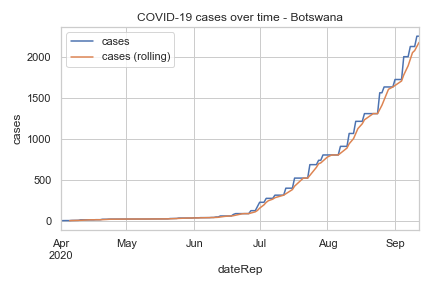 COVID-19 cases over time - Botswana
cases
cases (rolling)
cases
2000
1500
1000
500
0
Apr
2020
May
Jun
Jul
Aug
Sep
dateRep